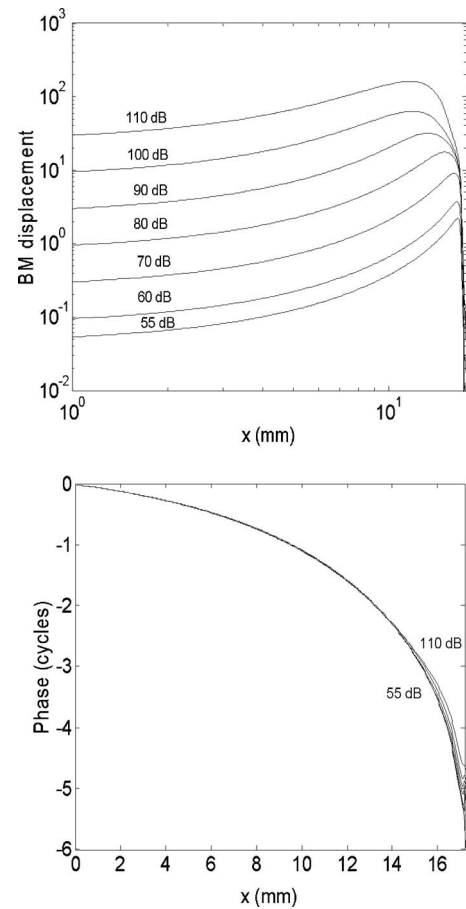 10^3
10^2
10^1
10^0
10^-1
10^-2
BM displacement
110 dB
100 dB
90 dB
80 dB
70 dB
60 dB
55 dB
10^0
10^1
x (mm)
0
-1
-2
-3
-4
-5
-6
Phase (cycles)
110 dB
55 dB
0
2
4
6
8
10
12
14
16
x (mm)